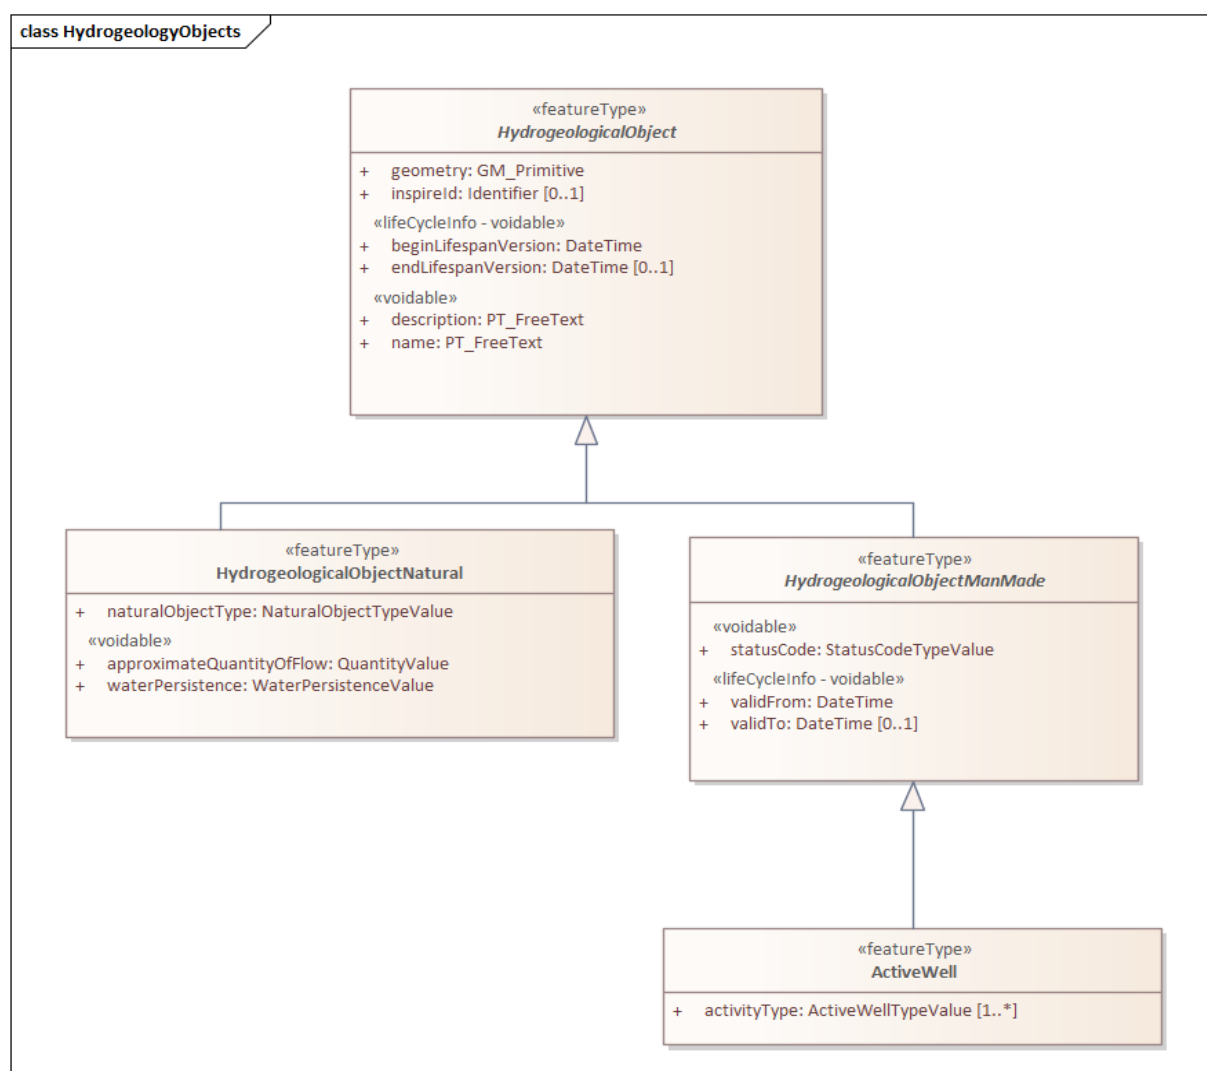 class HydrogeologyObjects
«featureType»
HydrogeologicalObject
+ geometry: GM_Primitive
+ inspireId: Identifier [0..1]
«lifeCycleInfo - voidable»
+ beginLifespanVersion: DateTime
+ endLifespanVersion: DateTime [0..1]
«voidable»
+ description: PT_FreeText
+ name: PT_FreeText
«featureType»
HydrogeologicalObjectNatural
+ naturalObjectType: NaturalObjectTypeValue
«voidable»
+ approximateQuantityOfFlow: QuantityValue
+ waterPersistence: WaterPersistenceValue
«featureType»
HydrogeologicalObjectManMade
«voidable»
+ statusCode: StatusCodeTypeValue
«lifeCycleInfo - voidable»
+ validFrom: DateTime
+ validTo: DateTime [0..1]
«featureType»
ActiveWell
+ activityType: ActiveWellTypeValue [1..*]